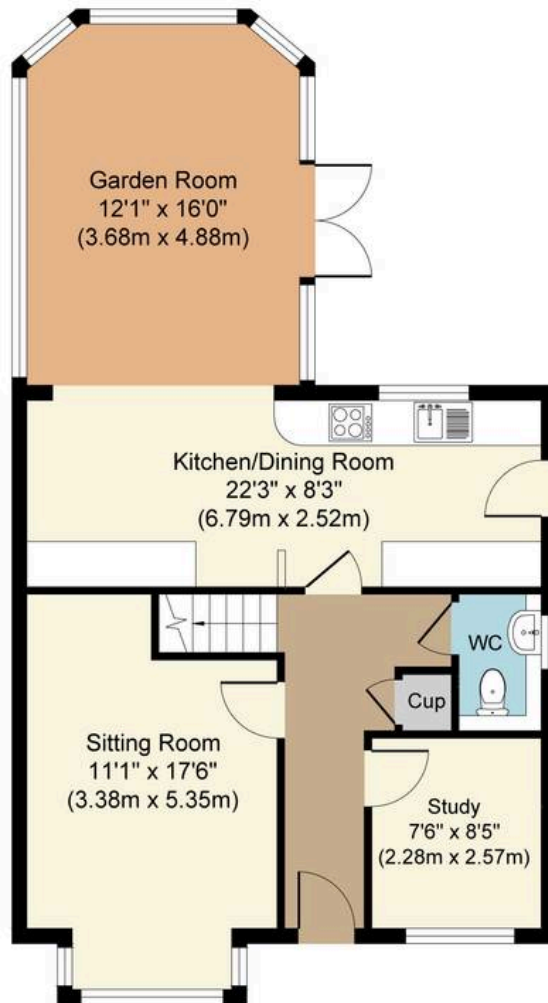 Garden Room
12'1" x 16'0"
(3.68m x 4.88m)
Kitchen/Dining Room
22'3" x 8'3"
(6.79m x 2.52m)
WC
Cup
Sitting Room
11'1" x 17'6"
(3.38m x 5.35m)
Study
7'6" x 8'5"
(2.28m x 2.57m)